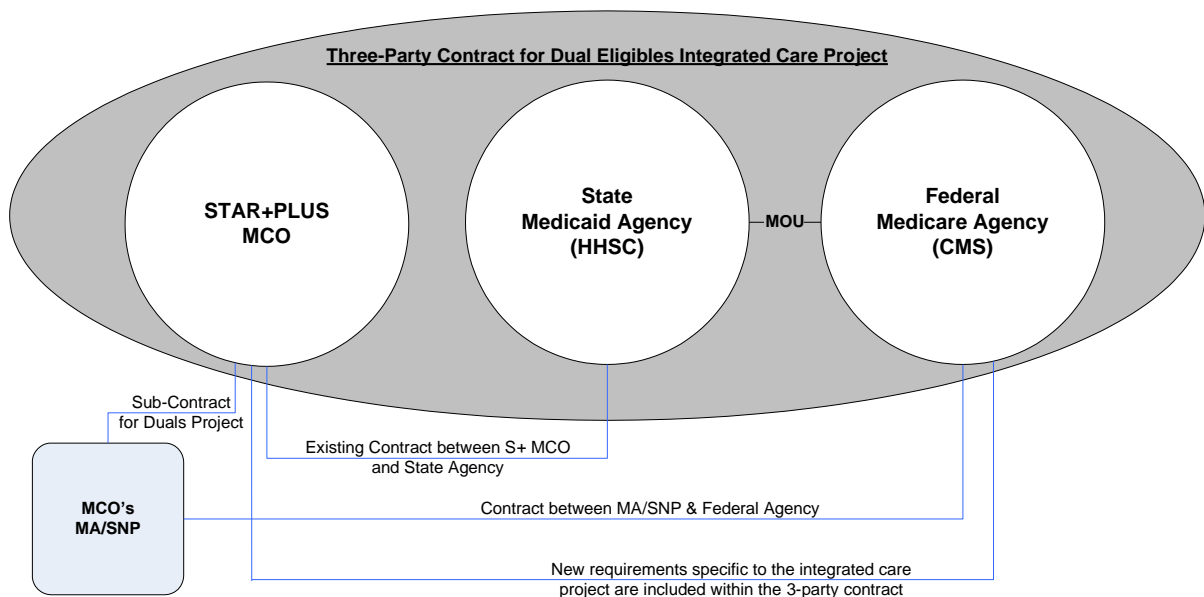 Three-Party Contract for Dual Eligibles Integrated Care Project
STAR+PLUS
MCO
State
Medicaid Agency
(HHSC)
MOU
Federal
Medicare Agency
(CMS)
Sub-Contract
for Duals Project
Existing Contract between S+ MCO
and State Agency
MCO's
MA/SNP
Contract between MA/SNP & Federal Agency
New requirements specific to the integrated care
project are included within the 3-party contract